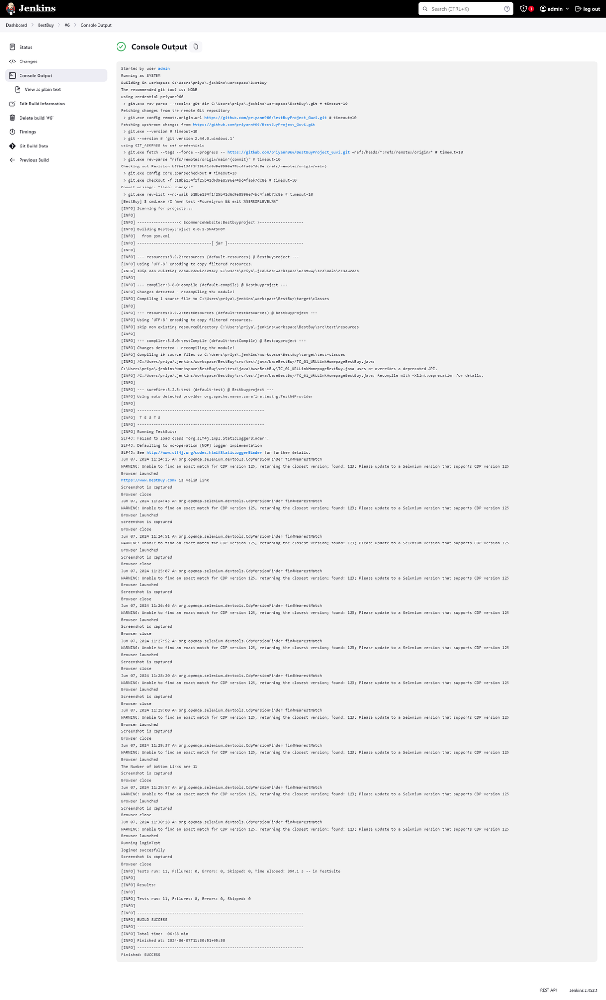 Jenkins
Search (CTRL+K)
1
admin
log out
Dashboard > BestBuy > #6 > Console Output
Status
Changes
Console Output
View as plain text
Edit Build Information
Delete build '#6'
Timings
Git Build Data
Previous Build
Console Output
Started by user admin
Running as SYSTEM
Building in workspace C:\Users\priya\.jenkins\workspace\BestBuy
The recommended git tool is: NONE
using credential priyann966
> git.exe rev-parse --resolve-git-dir C:\Users\priya\.jenkins\workspace\BestBuy\.git # timeout=10
Fetching changes from the remote Git repository
> git.exe config remote.origin.url https://github.com/priyann966/BestBuyProject_Guvi.git # timeout=10
Fetching upstream changes from https://github.com/priyann966/BestBuyProject_Guvi.git
> git.exe --version # timeout=10
> git --version # 'git version 2.44.0.windows.1'
using GIT_ASKPASS to set credentials
> git.exe fetch --tags --force --progress -- https://github.com/priyann966/BestBuyProject_Guvi.git +refs/heads/*:refs/remotes/origin/* # timeout=10
> git.exe rev-parse "refs/remotes/origin/main^{commit}" # timeout=10
Checking out Revision b18be134f1f25b41d6d9e8596e74bc4fa6b7dc8e (refs/remotes/origin/main)
> git.exe config core.sparsecheckout # timeout=10
> git.exe checkout -f b18be134f1f25b41d6d9e8596e74bc4fa6b7dc8e # timeout=10
Commit message: "final changes"
> git.exe rev-list --no-walk b18be134f1f25b41d6d9e8596e74bc4fa6b7dc8e # timeout=10
[BestBuy] $ cmd.exe /C "mvn test -Psurelyrun && exit %%ERRORLEVEL%%"
[INFO] Scanning for projects...
[INFO]
[INFO] ------------------< EcommerceWebsite:Bestbuyproject >-------------------
[INFO] Building Bestbuyproject 0.0.1-SNAPSHOT
[INFO]   from pom.xml
[INFO] --------------------------------[ jar ]---------------------------------
[INFO]
[INFO] --- resources:3.0.2:resources (default-resources) @ Bestbuyproject ---
[INFO] Using 'UTF-8' encoding to copy filtered resources.
[INFO] skip non existing resourceDirectory C:\Users\priya\.jenkins\workspace\BestBuy\src\main\resources
[INFO]
[INFO] --- compiler:3.8.0:compile (default-compile) @ Bestbuyproject ---
[INFO] Changes detected - recompiling the module!
[INFO] Compiling 1 source file to C:\Users\priya\.jenkins\workspace\BestBuy\target\classes
[INFO]
[INFO] --- resources:3.0.2:testResources (default-testResources) @ Bestbuyproject ---
[INFO] Using 'UTF-8' encoding to copy filtered resources.
[INFO] skip non existing resourceDirectory C:\Users\priya\.jenkins\workspace\BestBuy\src\test\resources
[INFO]
[INFO] --- compiler:3.8.0:testCompile (default-testCompile) @ Bestbuyproject ---
[INFO] Changes detected - recompiling the module!
[INFO] Compiling 19 source files to C:\Users\priya\.jenkins\workspace\BestBuy\target\test-classes
[INFO] /C:/Users/priya/.jenkins/workspace/BestBuy/src/test/java/baseBestBuy/TC_01_URLLinkHomepageBestBuy.java:
C:\Users\priya\.jenkins\workspace\BestBuy\src\test\java\baseBestBuy\TC_01_URLLinkHomepageBestBuy.java uses or overrides a deprecated API.
[INFO] /C:/Users/priya/.jenkins/workspace/BestBuy/src/test/java/baseBestBuy/TC_01_URLLinkHomepageBestBuy.java: Recompile with -Xlint:deprecation for details.
[INFO]
[INFO] --- surefire:3.2.5:test (default-test) @ Bestbuyproject ---
[INFO] Using auto detected provider org.apache.maven.surefire.testng.TestNGProvider
[INFO]
[INFO] -------------------------------------------------------
[INFO]  T E S T S
[INFO] -------------------------------------------------------
[INFO] Running TestSuite
SLF4J: Failed to load class "org.slf4j.impl.StaticLoggerBinder".
SLF4J: Defaulting to no-operation (NOP) logger implementation
SLF4J: See http://www.slf4j.org/codes.html#StaticLoggerBinder for further details.
Jun 07, 2024 11:24:25 AM org.openqa.selenium.devtools.CdpVersionFinder findNearestMatch
WARNING: Unable to find an exact match for CDP version 125, returning the closest version; found: 123; Please update to a Selenium version that supports CDP version 125
Browser launched
https://www.bestbuy.com/ is valid link
Screenshot is captured
Browser close
Jun 07, 2024 11:24:43 AM org.openqa.selenium.devtools.CdpVersionFinder findNearestMatch
WARNING: Unable to find an exact match for CDP version 125, returning the closest version; found: 123; Please update to a Selenium version that supports CDP version 125
Browser launched
Screenshot is captured
Browser close
Jun 07, 2024 11:24:51 AM org.openqa.selenium.devtools.CdpVersionFinder findNearestMatch
WARNING: Unable to find an exact match for CDP version 125, returning the closest version; found: 123; Please update to a Selenium version that supports CDP version 125
Browser launched
Screenshot is captured
Browser close
Jun 07, 2024 11:25:07 AM org.openqa.selenium.devtools.CdpVersionFinder findNearestMatch
WARNING: Unable to find an exact match for CDP version 125, returning the closest version; found: 123; Please update to a Selenium version that supports CDP version 125
Browser launched
Screenshot is captured
Browser close
Jun 07, 2024 11:26:46 AM org.openqa.selenium.devtools.CdpVersionFinder findNearestMatch
WARNING: Unable to find an exact match for CDP version 125, returning the closest version; found: 123; Please update to a Selenium version that supports CDP version 125
Browser launched
Screenshot is captured
Browser close
Jun 07, 2024 11:27:52 AM org.openqa.selenium.devtools.CdpVersionFinder findNearestMatch
WARNING: Unable to find an exact match for CDP version 125, returning the closest version; found: 123; Please update to a Selenium version that supports CDP version 125
Browser launched
Screenshot is captured
Browser close
Jun 07, 2024 11:28:20 AM org.openqa.selenium.devtools.CdpVersionFinder findNearestMatch
WARNING: Unable to find an exact match for CDP version 125, returning the closest version; found: 123; Please update to a Selenium version that supports CDP version 125
Browser launched
Screenshot is captured
Browser close
Jun 07, 2024 11:29:00 AM org.openqa.selenium.devtools.CdpVersionFinder findNearestMatch
WARNING: Unable to find an exact match for CDP version 125, returning the closest version; found: 123; Please update to a Selenium version that supports CDP version 125
Browser launched
Screenshot is captured
Browser close
Jun 07, 2024 11:29:37 AM org.openqa.selenium.devtools.CdpVersionFinder findNearestMatch
WARNING: Unable to find an exact match for CDP version 125, returning the closest version; found: 123; Please update to a Selenium version that supports CDP version 125
Browser launched
The Number of bottom Links are 11
Screenshot is captured
Browser close
Jun 07, 2024 11:29:57 AM org.openqa.selenium.devtools.CdpVersionFinder findNearestMatch
WARNING: Unable to find an exact match for CDP version 125, returning the closest version; found: 123; Please update to a Selenium version that supports CDP version 125
Browser launched
Screenshot is captured
Browser close
Jun 07, 2024 11:30:28 AM org.openqa.selenium.devtools.CdpVersionFinder findNearestMatch
WARNING: Unable to find an exact match for CDP version 125, returning the closest version; found: 123; Please update to a Selenium version that supports CDP version 125
Browser launched
Running loginTest
logined succesfully
Screenshot is captured
Browser close
[INFO] Tests run: 11, Failures: 0, Errors: 0, Skipped: 0, Time elapsed: 390.1 s -- in TestSuite
[INFO]
[INFO] Results:
[INFO]
[INFO] Tests run: 11, Failures: 0, Errors: 0, Skipped: 0
[INFO]
[INFO] ------------------------------------------------------------------------
[INFO] BUILD SUCCESS
[INFO] ------------------------------------------------------------------------
[INFO] Total time:  06:38 min
[INFO] Finished at: 2024-06-07T11:30:51+05:30
[INFO] ------------------------------------------------------------------------
Finished: SUCCESS
REST API
Jenkins 2.452.1